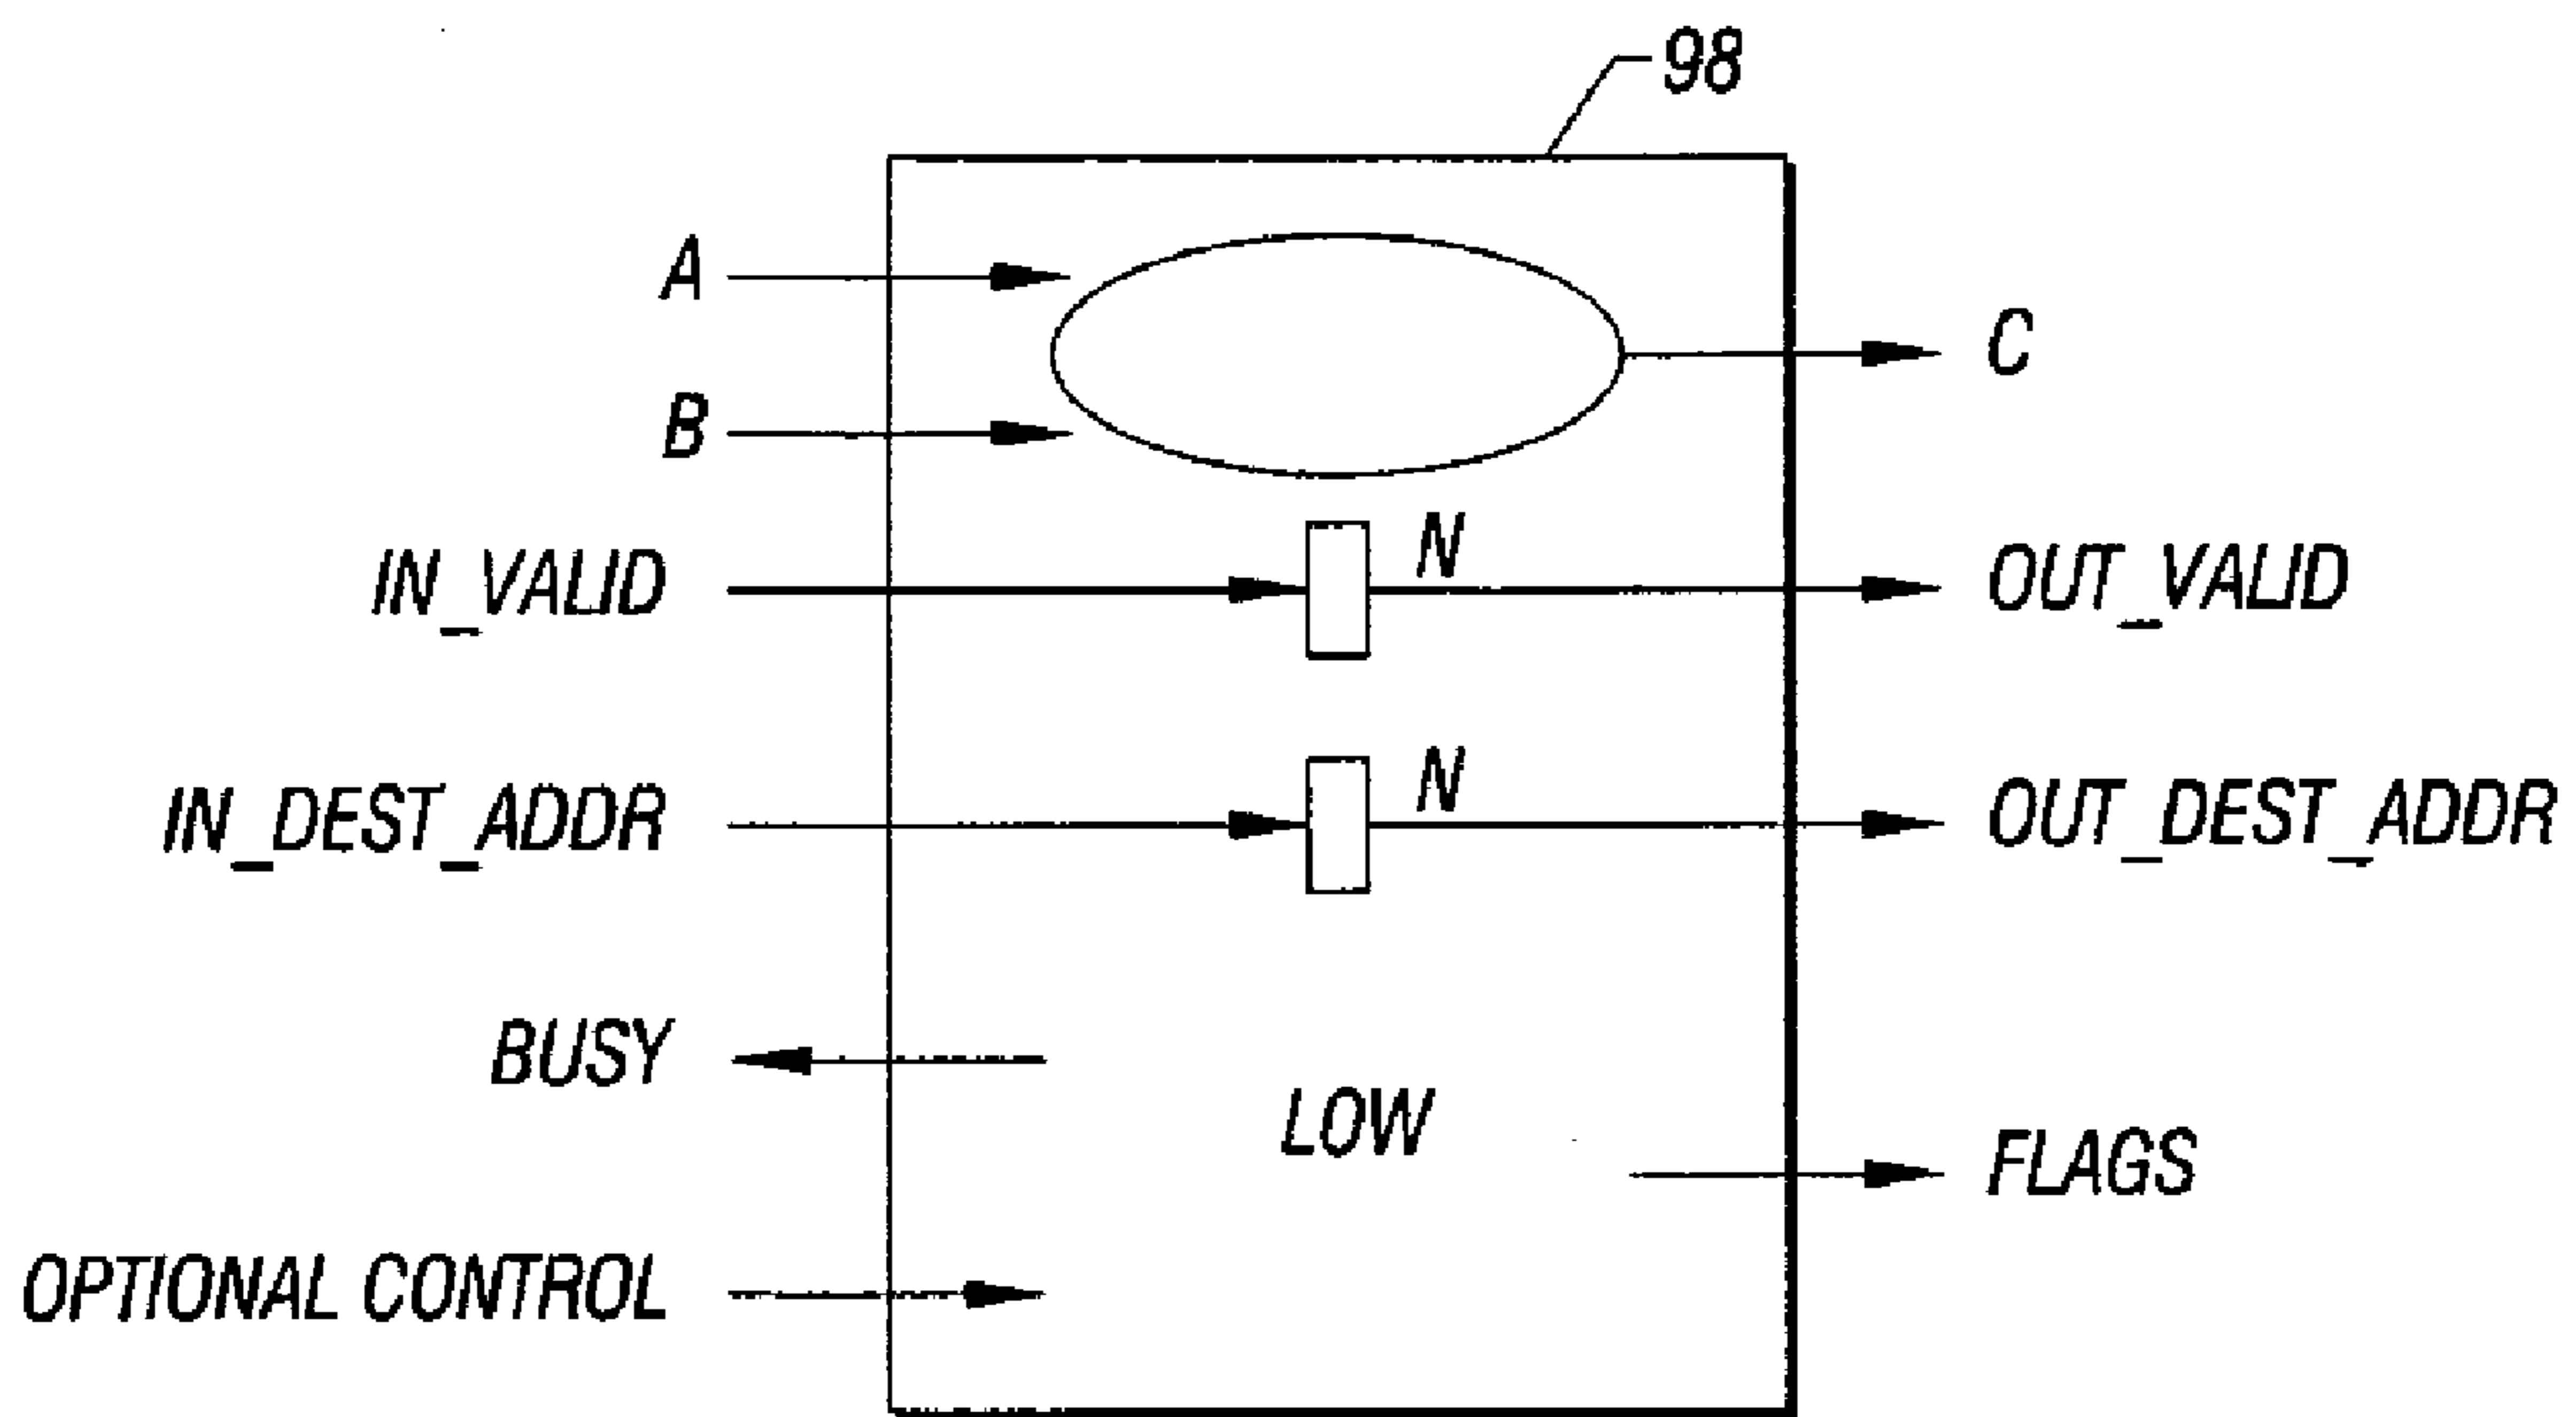 98
A
B
C
IN_VALID
N
OUT_VALID
IN_DEST_ADDR
N
OUT_DEST_ADDR
BUSY
LOW
FLAGS
OPTIONAL CONTROL